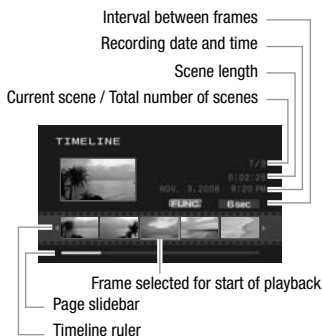 Interval between frames
Recording date and time
Scene length
Current scene / Total number of scenes
TIMELINE
7/9
0:02:26
NOV. 3,2008 9:20 PM
FUNC. 6sec
Frame selected for start of playback
Page slidebar
Timeline ruler